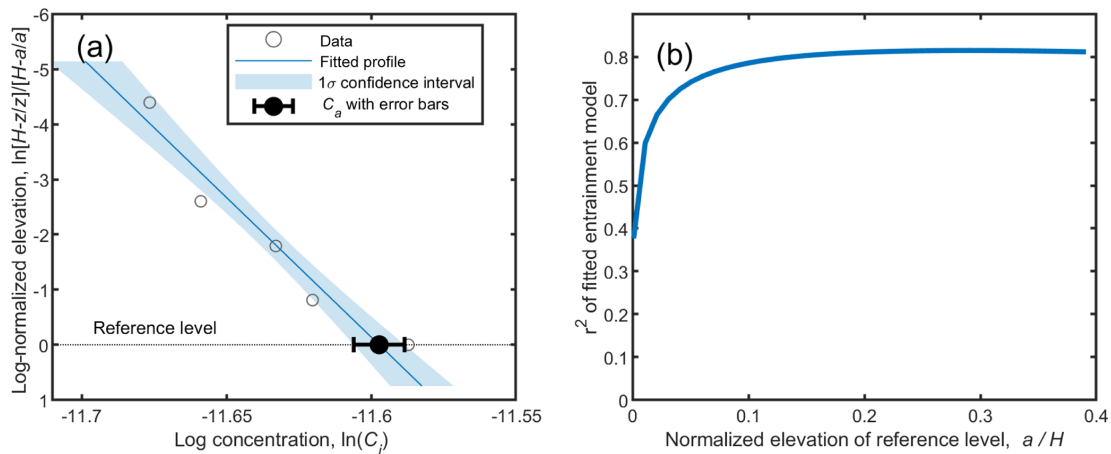 (a)
Data
Fitted profile
1σ confidence interval
Cₐ with error bars
Reference level
-6
-5
-4
-3
-2
-1
0
1
-11.7
-11.65
-11.6
-11.55
Log concentration, ln(Cᵢ)
Log-normalized elevation, ln[H-z/z]/[H-a/a]
(b)
0.8
0.7
0.6
0.5
0.4
0.3
0.2
0.1
0
0
0.1
0.2
0.3
0.4
Normalized elevation of reference level, a / H
r² of fitted entrainment model